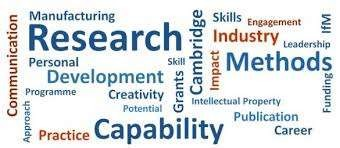 Communication
Manufacturing
Research
Personal
Development
Programme
Creativity
Potential
Approach
Practice
Capability
Grants
Skill
Cambridge
Impact
Skills
Engagement
IfM
Industry
Leadership
Methods
Funding
Intellectual Property
Publication
Career